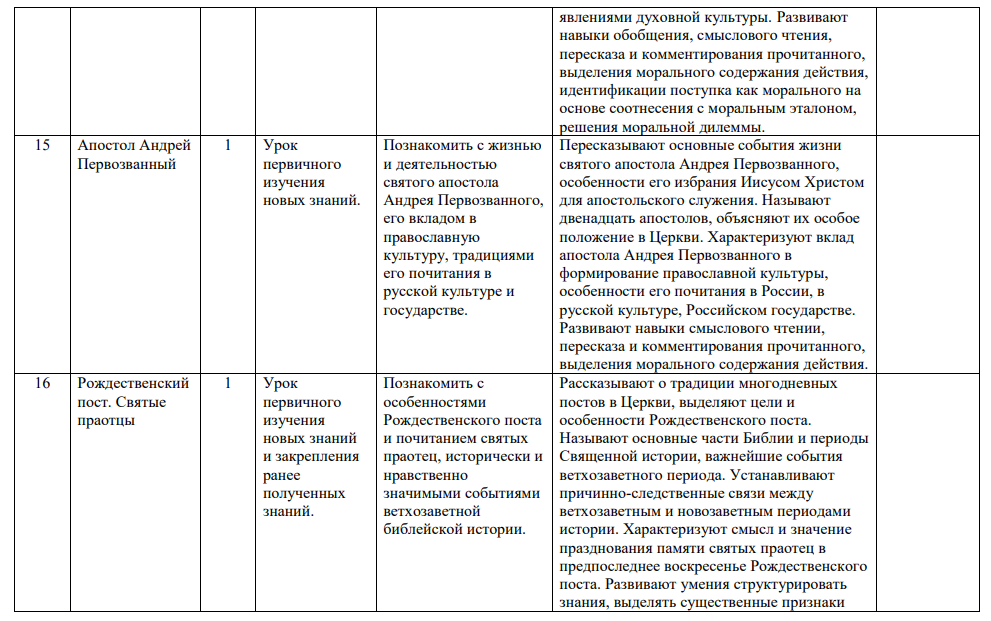 явлениями духовной культуры. Развивают
навыки обобщения, смыслового чтения,
пересказа и комментирования прочитанного,
выделения морального содержания действия,
идентификации поступка как морального на
основе соотнесения с моральным эталоном,
решения моральной дилеммы.
15
Апостол Андрей
Первозванный
1
Урок
первичного
изучения
новых знаний.
Познакомить с жизнью
и деятельностью
святого апостола
Андрея Первозванного,
его вкладом в
православную
культуру, традициями
его почитания в
русской культуре и
государстве.
Пересказывают основные события жизни
святого апостола Андрея Первозванного,
особенности его избрания Иисусом Христом
для апостольского служения. Называют
двенадцать апостолов, объясняют их особое
положение в Церкви. Характеризуют вклад
апостола Андрея Первозванного в
формирование православной культуры,
особенности его почитания в России, в
русской культуре, Российском государстве.
Развивают навыки смыслового чтении,
пересказа и комментирования прочитанного,
выделения морального содержания действия.
16
Рождественский
пост. Святые
праотцы
1
Урок
первичного
изучения
новых знаний
и закрепления
ранее
полученных
знаний.
Познакомить с
особенностями
Рождественского поста
и почитанием святых
праотец, исторически и
нравственно
значимыми событиями
ветхозаветной
библейской истории.
Рассказывают о традиции многодневных
постов в Церкви, выделяют цели и
особенности Рождественского поста.
Называют основные части Библии и периоды
Священной истории, важнейшие события
ветхозаветного периода. Устанавливают
причинно-следственные связи между
ветхозаветным и новозаветным периодами
истории. Характеризуют смысл и значение
празднования памяти святых праотец в
предпоследнее воскресенье Рождественского
поста. Развивают умения структурировать
знания, выделять существенные признаки